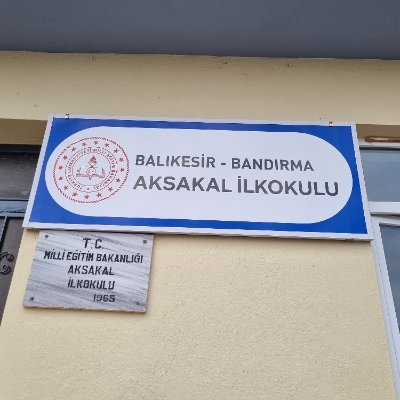 BALIKESİR - BANDIRMA
AKSAKAL İLKOKULU
T.C.
MİLLİ EĞİTİM BAKANLIĞI
AKSAKAL
İLKOKULU
1965